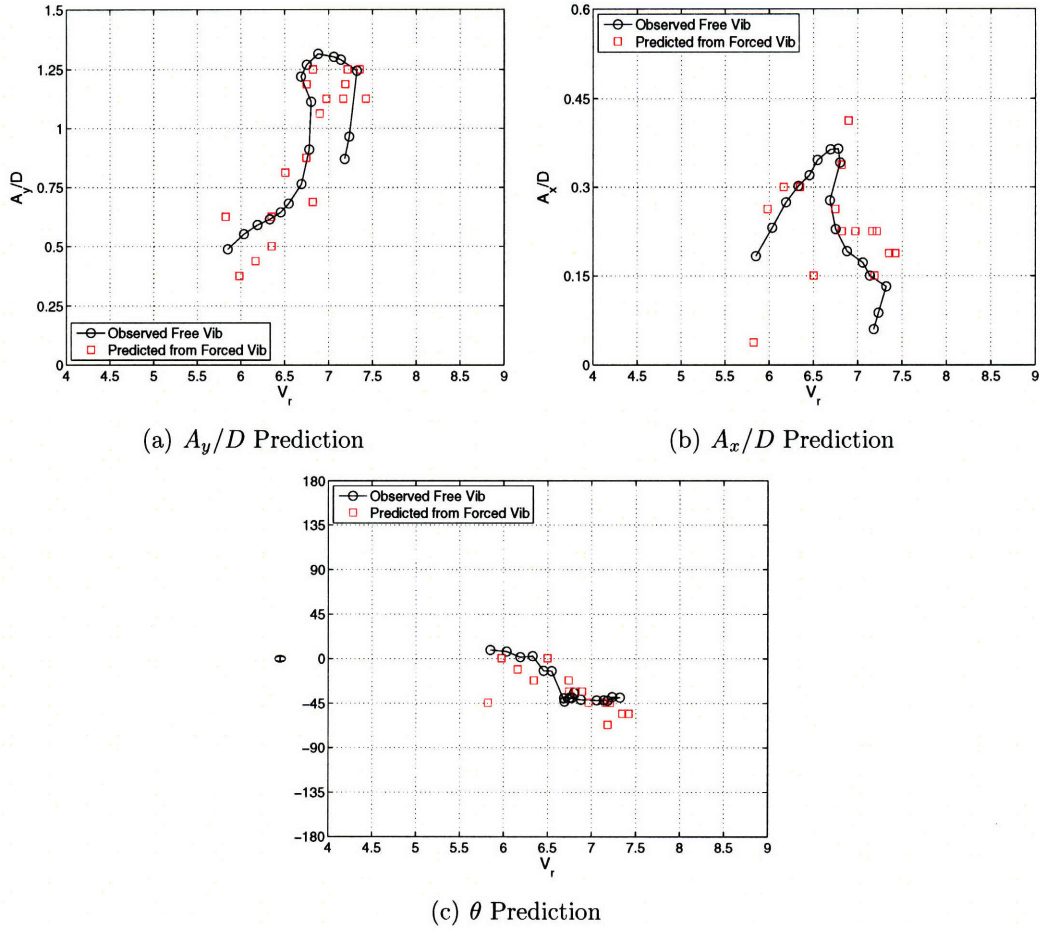 1.5
1.25
1
0.75
0.5
0.25
0
A_y/D
Observed Free Vib
Predicted from Forced Vib
4 4.5 5 5.5 6 6.5 7 7.5 8 8.5 9
V_r
(a) A_y/D Prediction
0.6
0.45
0.3
0.15
0
A_x/D
Observed Free Vib
Predicted from Forced Vib
4 4.5 5 5.5 6 6.5 7 7.5 8 8.5 9
V_r
(b) A_x/D Prediction
180
135
90
45
0
−45
−90
−135
−180
θ
Observed Free Vib
Predicted from Forced Vib
4 4.5 5 5.5 6 6.5 7 7.5 8 8.5 9
V_r
(c) θ Prediction